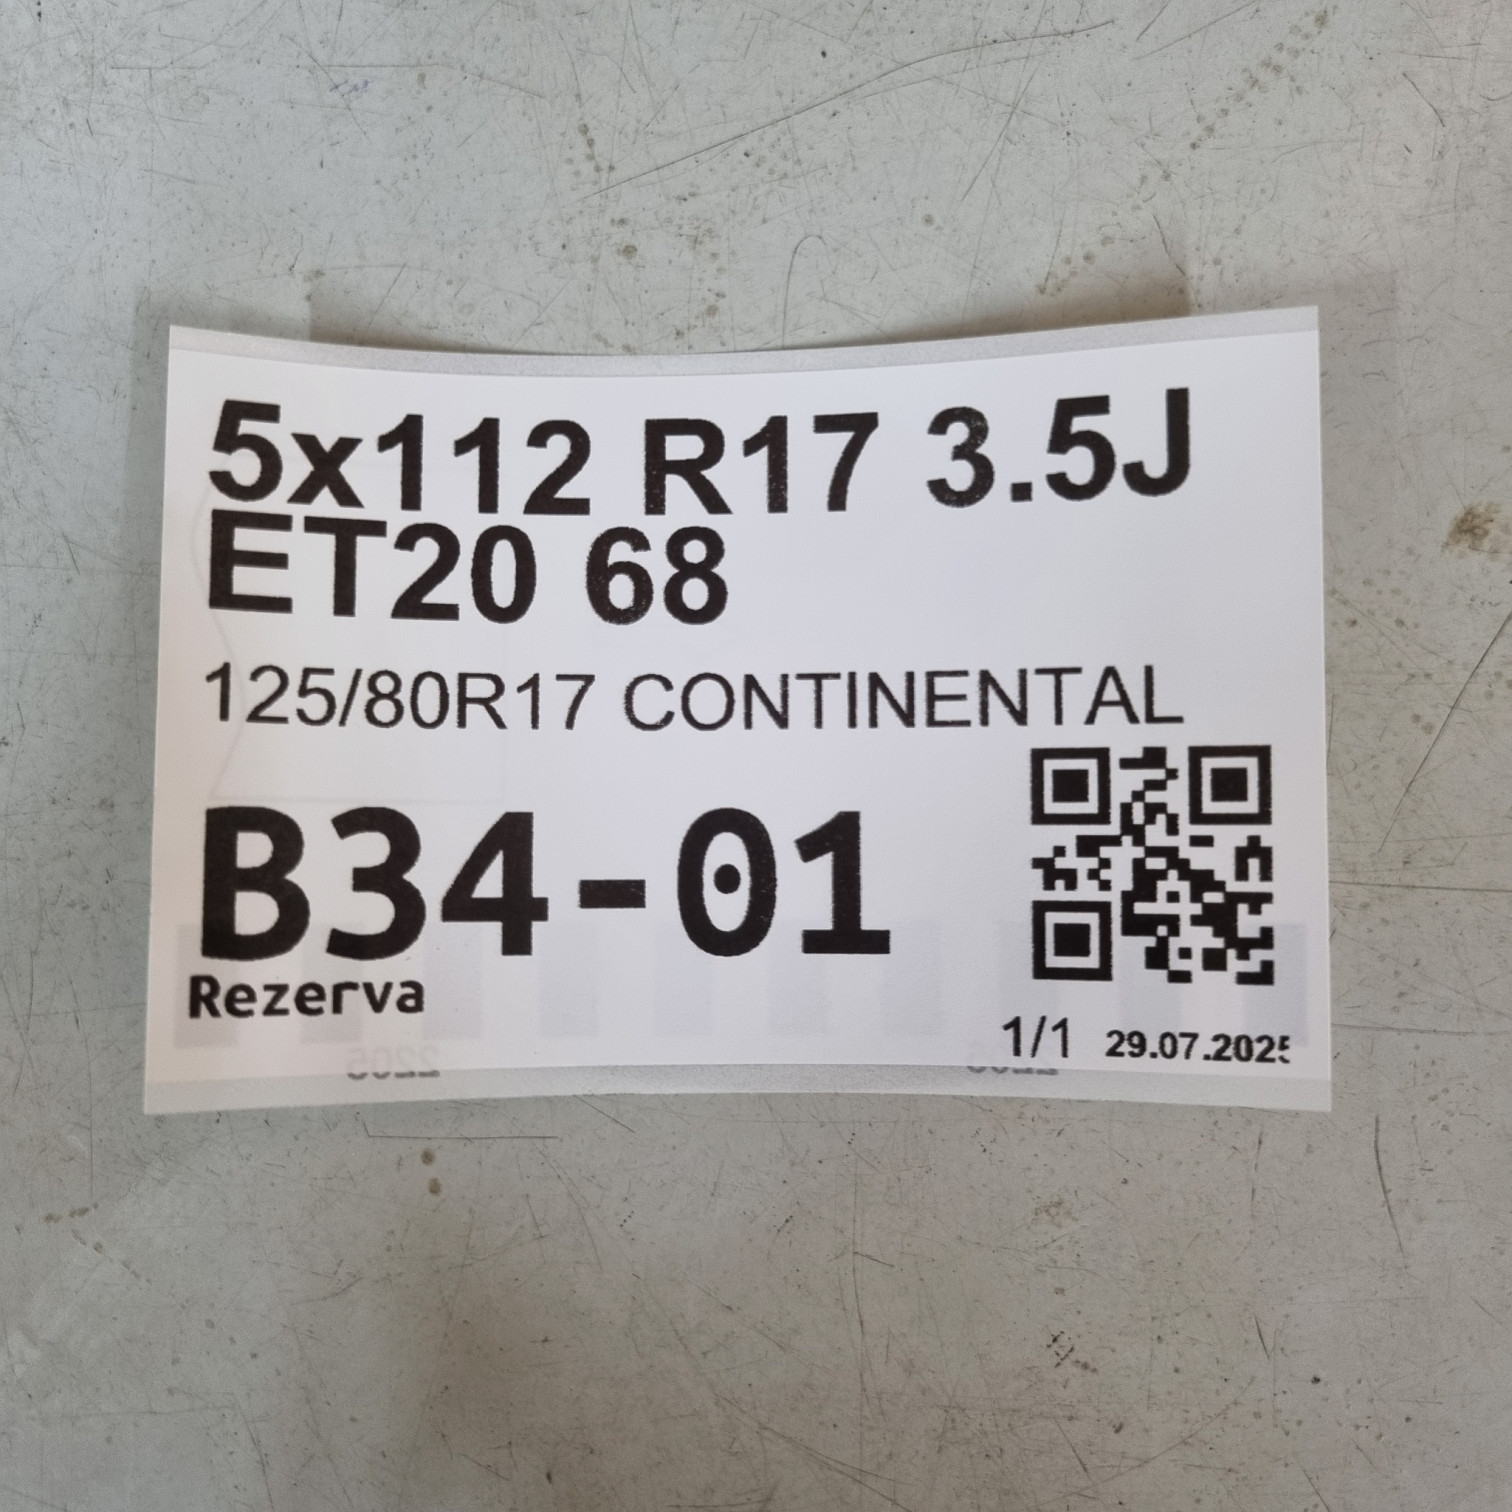 5x112 R17 3.5J
ET20 68
125/80R17 CONTINENTAL
B34-01
Rezerva
1/1 29.07.2025